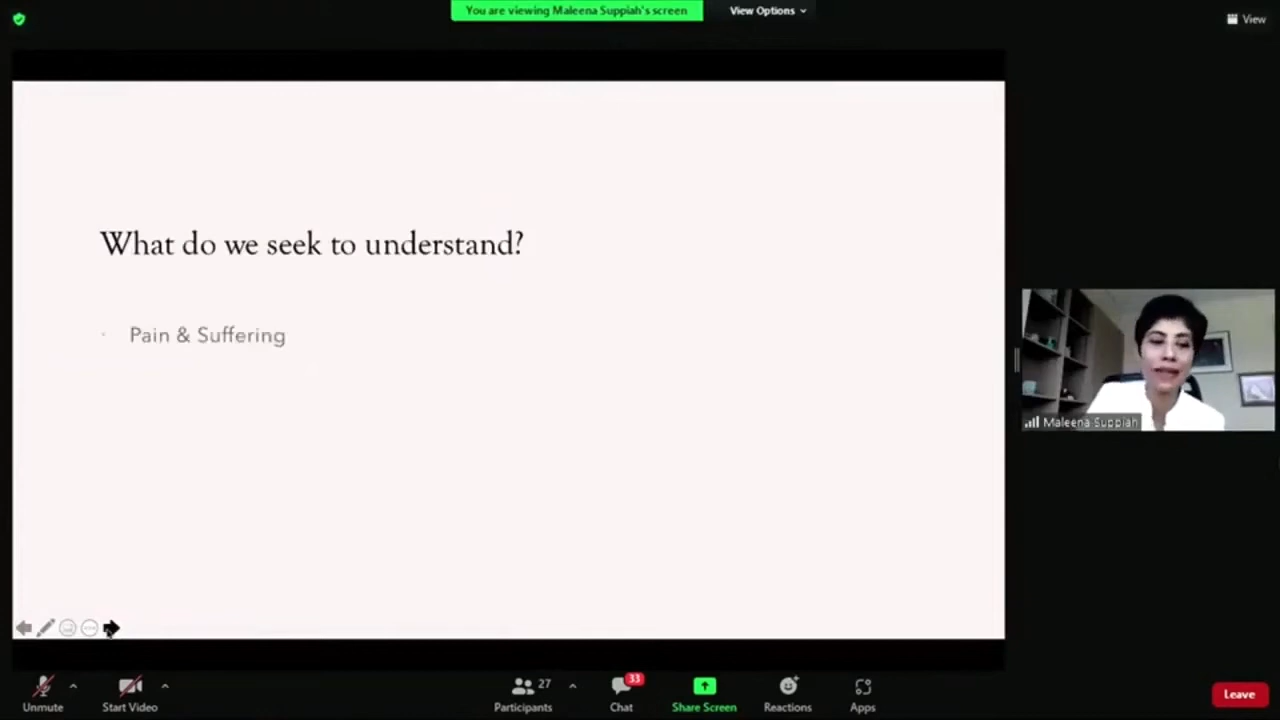 You are viewing Maleena Suppiah's screen
View Options
View
What do we seek to understand?
Pain & Suffering
Maleena Suppiah
27
33
Unmute
Start Video
Participants
Chat
Share Screen
Reactions
Apps
Leave